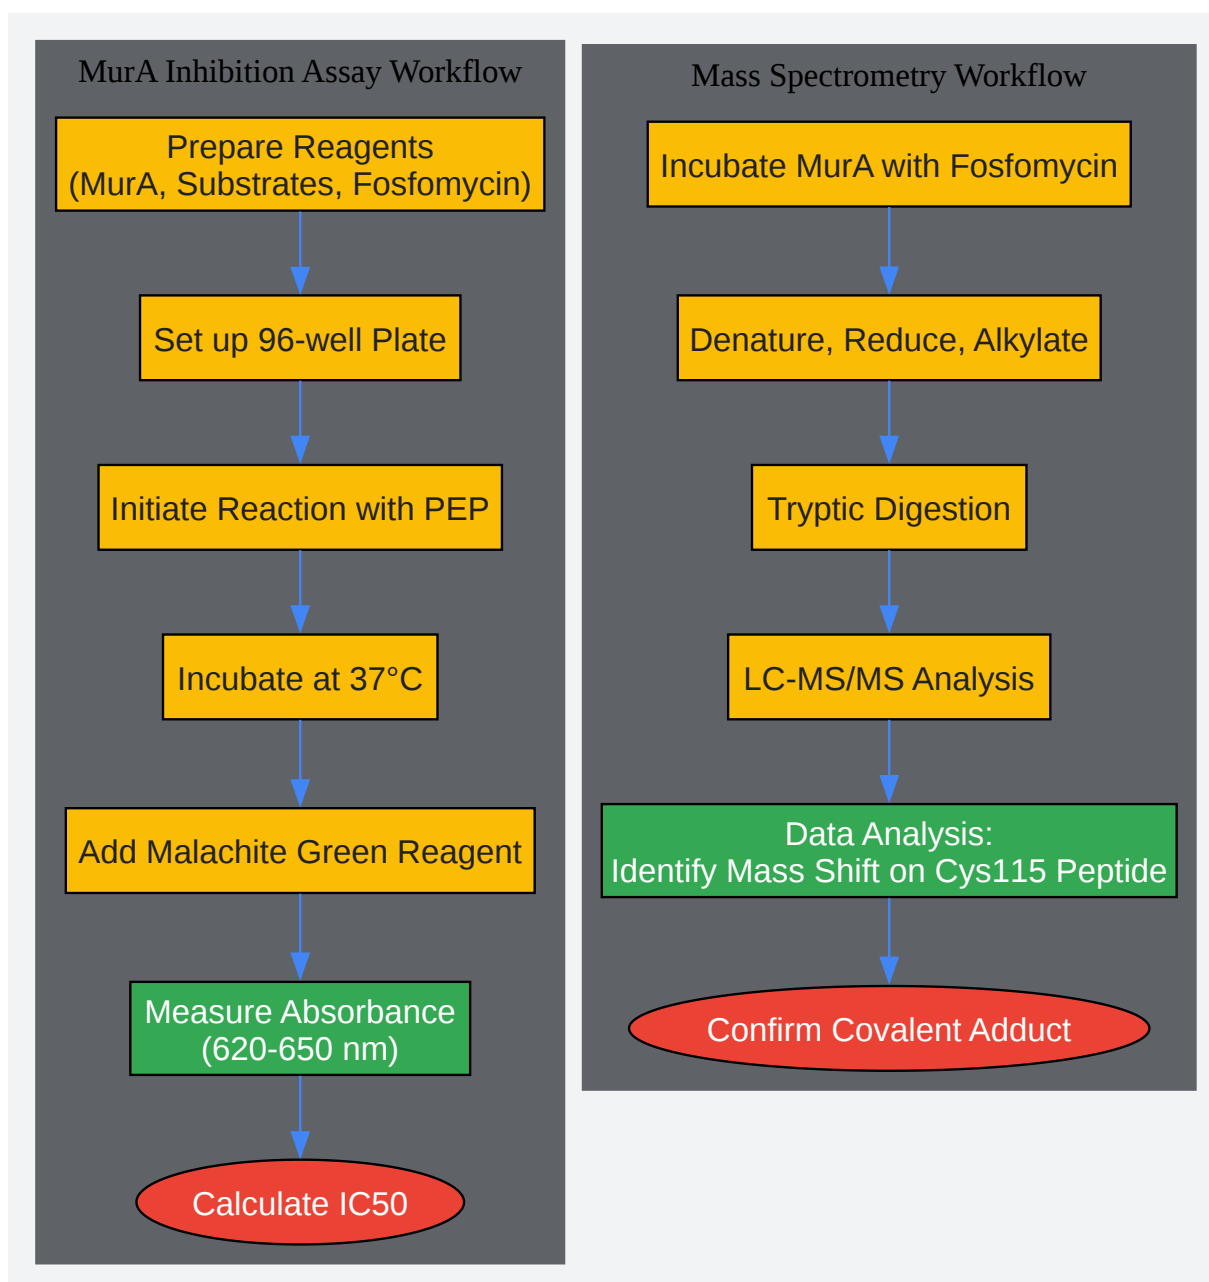 MurA Inhibition Assay Workflow
Prepare Reagents
(MurA, Substrates, Fosfomycin)
Set up 96-well Plate
Initiate Reaction with PEP
Incubate at 37°C
Add Malachite Green Reagent
Measure Absorbance
(620-650 nm)
Calculate IC50
Mass Spectrometry Workflow
Incubate MurA with Fosfomycin
Denature, Reduce, Alkylate
Tryptic Digestion
LC-MS/MS Analysis
Data Analysis:
Identify Mass Shift on Cys115 Peptide
Confirm Covalent Adduct